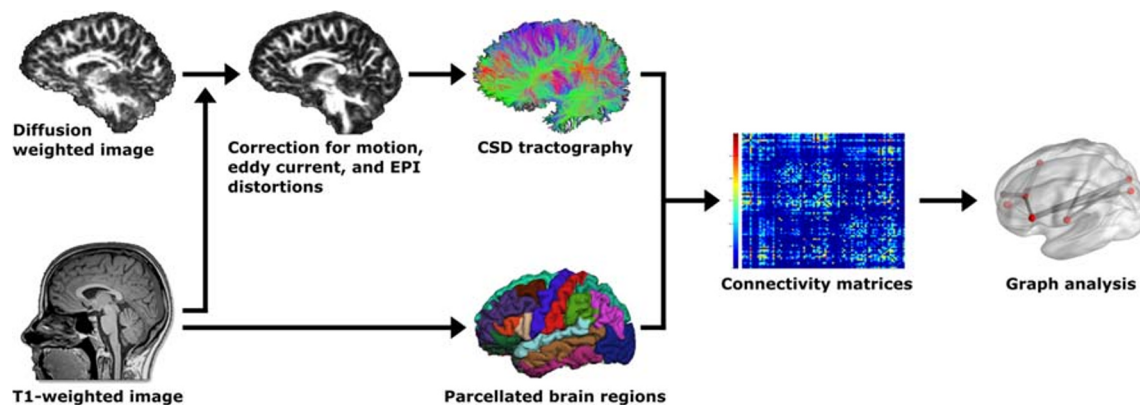 Diffusion
weighted image
Correction for motion,
eddy current, and EPI
distortions
CSD tractography
Connectivity matrices
Graph analysis
T1-weighted image
Parcellated brain regions